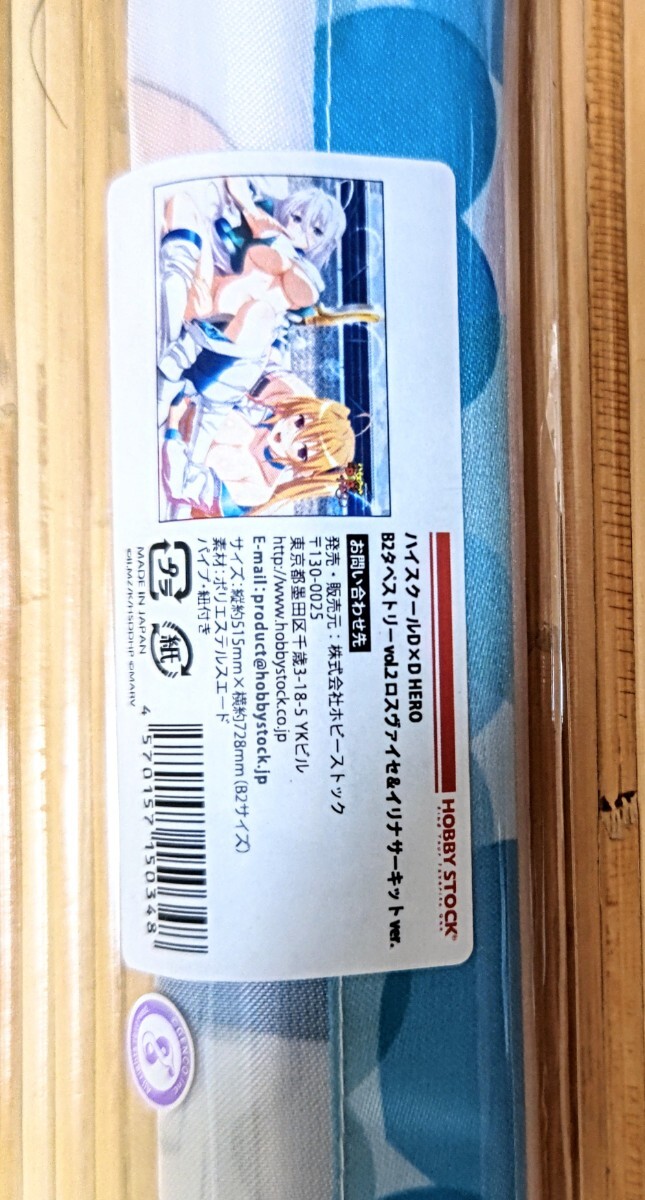 HOBBY STOCK®
Find Your Favorite One
ハイスクールD×D HERO
B2タペストリー vol.2 ロスヴァイセ&イリナ サーキットver.
お問い合わせ先
発売・販売元：株式会社ホビーストック
〒130-0025
東京都墨田区千歳3-18-5 YKビル
http://www.hobbystock.co.jp
E-mail:product@hobbystock.jp
サイズ:縦約515mm×横約728mm(B2サイズ)
素材:ポリエステルスエード
パイプ・紐付き
プラ
紙
MADE IN JAPAN
4 570157 150348
GENCO